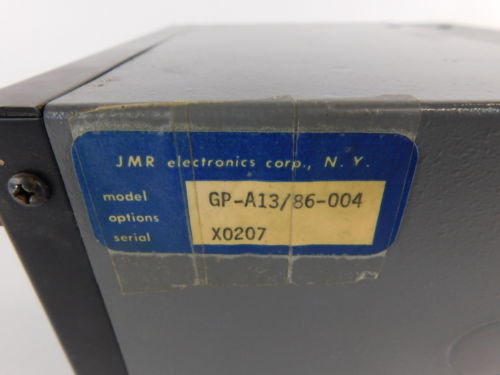 JMR electronics corp., N. Y.
model GP-A13/86-004
options
serial X0207